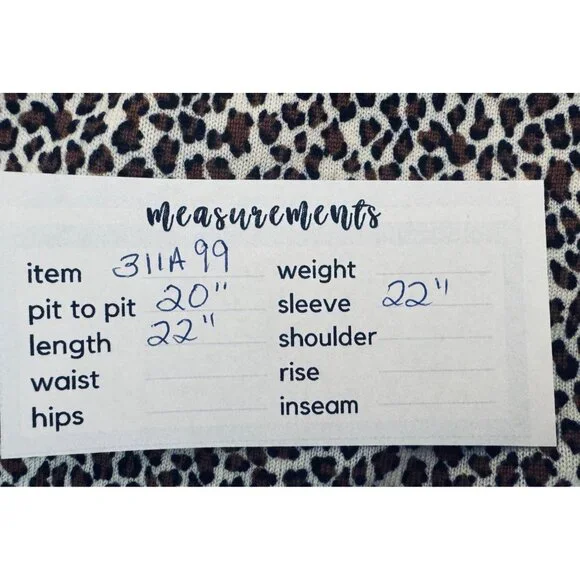 measurements
item 311A99 weight
pit to pit 20" sleeve 22"
length 22" shoulder
waist rise
hips inseam